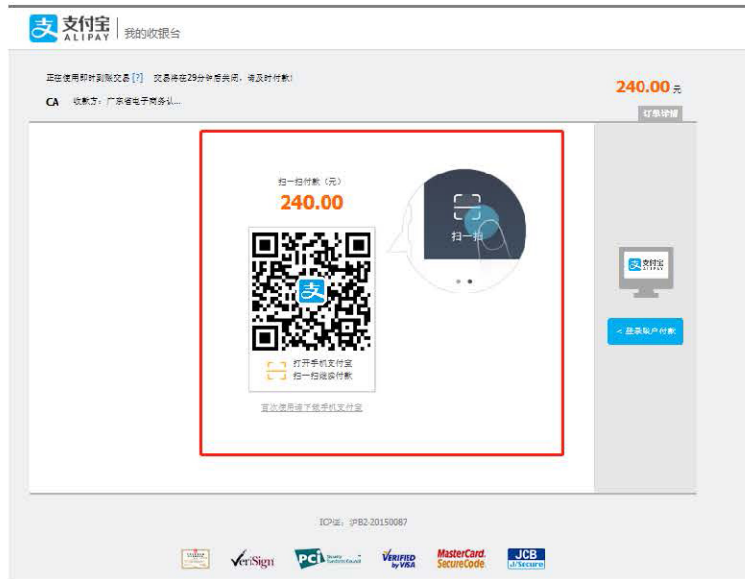 支付宝
ALIPAY
我的收银台
正在使用即时到账交易 [?] 交易将在29分钟后关闭，请及时付款!
240.00 元
CA 收款方：广东省电子商务认...
订单详情
扫一扫付款（元）
240.00
扫一扫
支
打开手机支付宝
扫一扫继续付款
首次使用请下载手机支付宝
支付宝
ALIPAY
< 登录账户付款
ICP证：沪B2-20150087
VeriSign
PCI Security
VERIFIED
by VISA
MasterCard.
SecureCode.
JCB
J/Secure